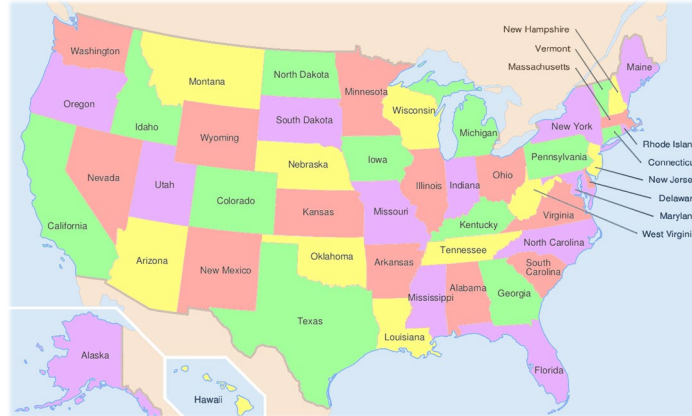 New Hampshire
Vermont
Massachusetts
Washington
Maine
Montana
North Dakota
Minnesota
Oregon
Idaho
Wisconsin
South Dakota
Michigan
New York
Wyoming
Rhode Islan
Connecticu
Pennsylvania
Iowa
Nebraska
New Jerse
Nevada
Utah
Illinois
Indiana
Ohio
Delawar
Colorado
Kansas
Missouri
Virginia
Marylan
California
Kentucky
West Virgini
North Carolina
Tennessee
Arizona
Oklahoma
New Mexico
Arkansas
South
Carolina
Alabama
Georgia
Mississippi
Texas
Louisiana
Alaska
Florida
Hawaii